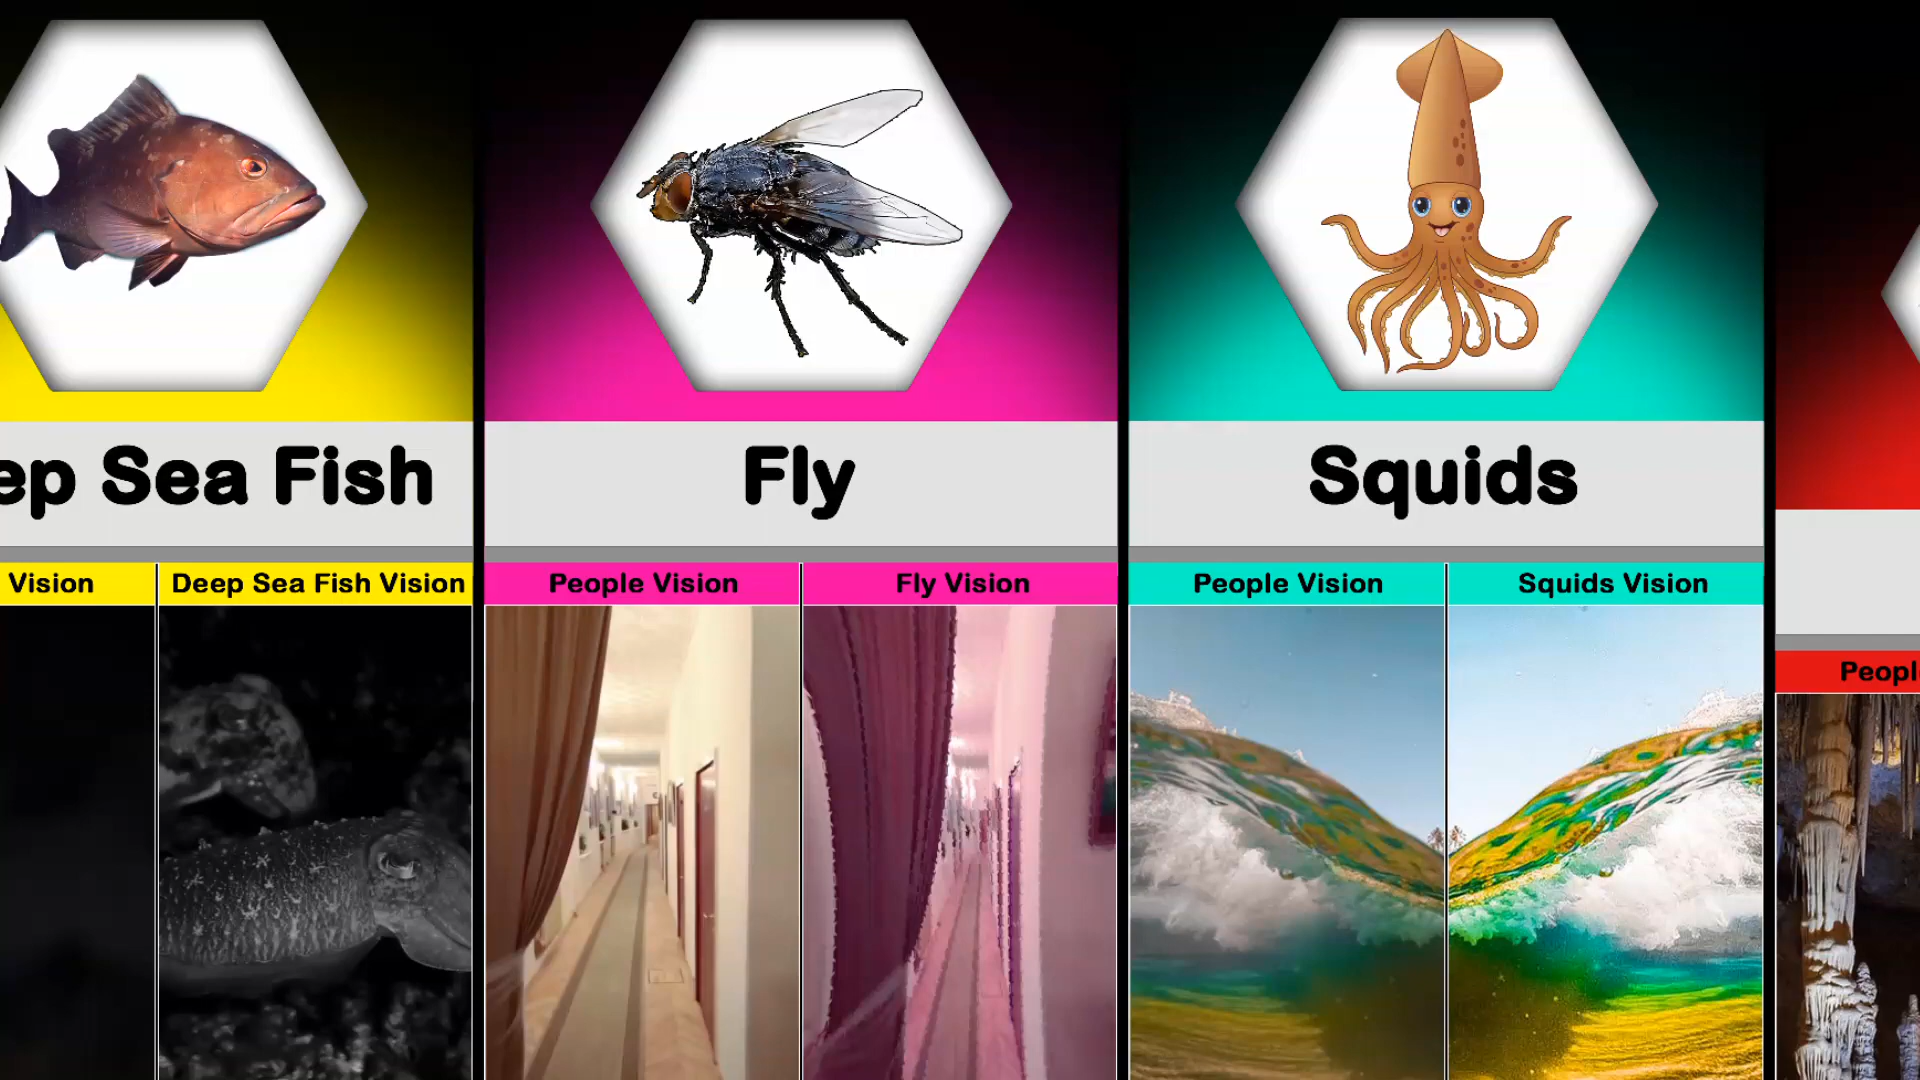 ep Sea Fish
Fly
Squids
Vision
Deep Sea Fish Vision
People Vision
Fly Vision
People Vision
Squids Vision
Peopl